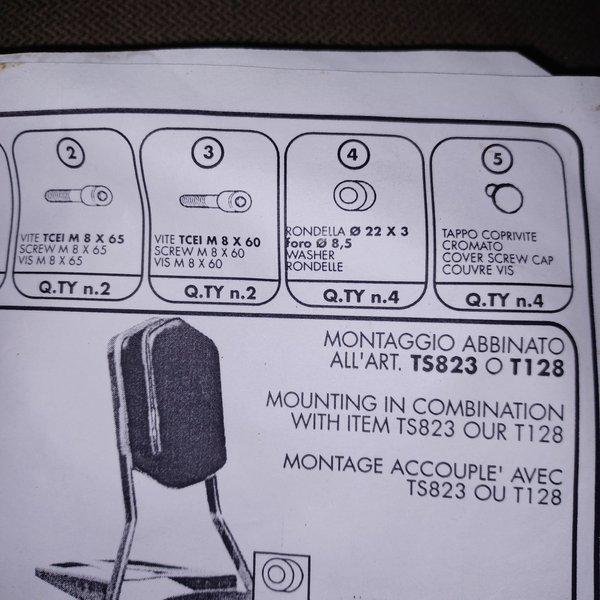 2
VITE TCEI M 8 X 65
SCREW M 8 X 65
VIS M 8 X 65
Q.TY n.2
3
VITE TCEI M 8 X 60
SCREW M 8 X 60
VIS M 8 X 60
Q.TY n.2
4
RONDELLA Ø 22 X 3
foro Ø 8,5
WASHER
RONDELLE
Q.TY n.4
5
TAPPO COPRIVITE
CROMATO
COVER SCREW CAP
COUVRE VIS
Q.TY n.4
MONTAGGIO ABBINATO
ALL'ART. TS823 O T128
MOUNTING IN COMBINATION
WITH ITEM TS823 OUR T128
MONTAGE ACCOUPLE' AVEC
TS823 OU T128